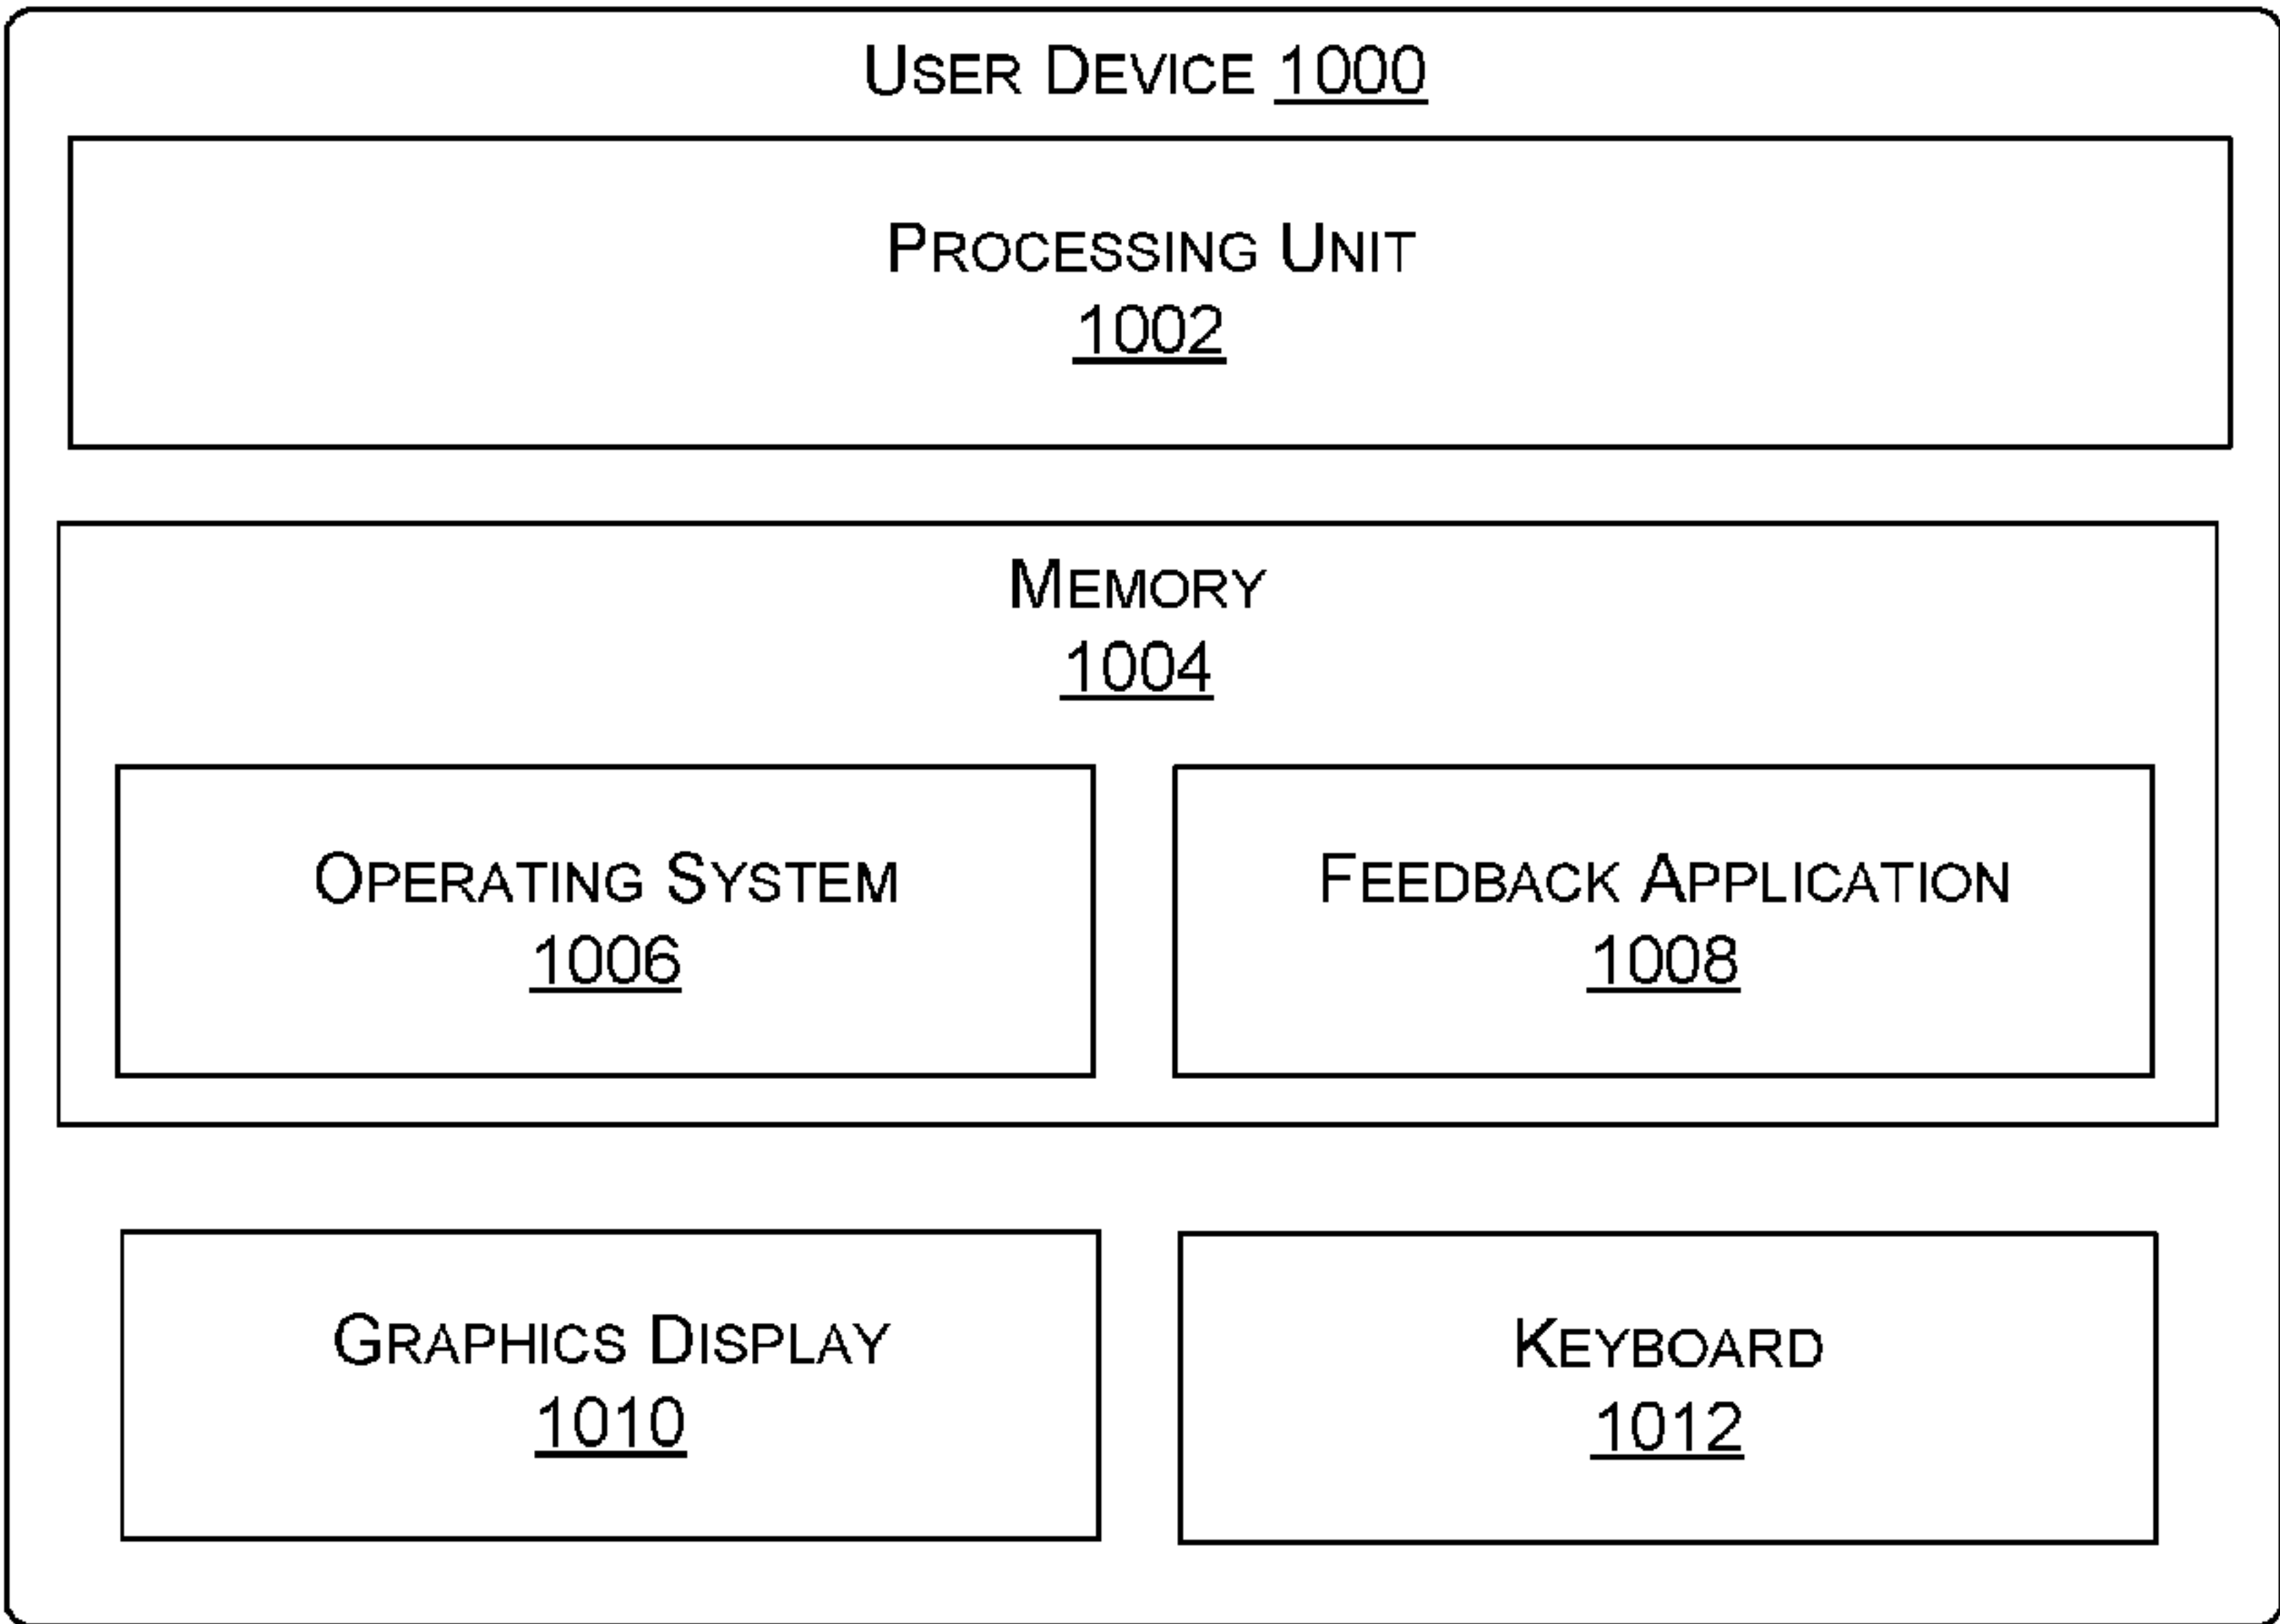 USER DEVICE 1000
PROCESSING UNIT
1002
MEMORY
1004
OPERATING SYSTEM
1006
FEEDBACK APPLICATION
1008
GRAPHICS DISPLAY
1010
KEYBOARD
1012